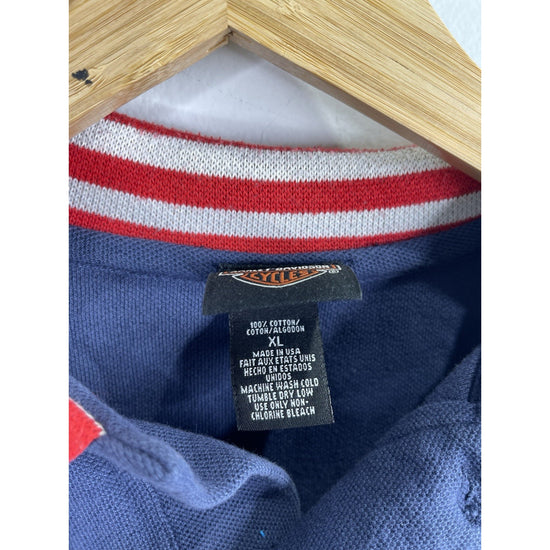 CYCLES
®
100% COTTON/
COTON/ALGODON
XL
MADE IN USA
FAIT AUX ETATS UNIS
HECHO EN ESTADOS
UNIDOS
MACHINE WASH COLD
TUMBLE DRY LOW
USE ONLY NON-
CHLORINE BLEACH